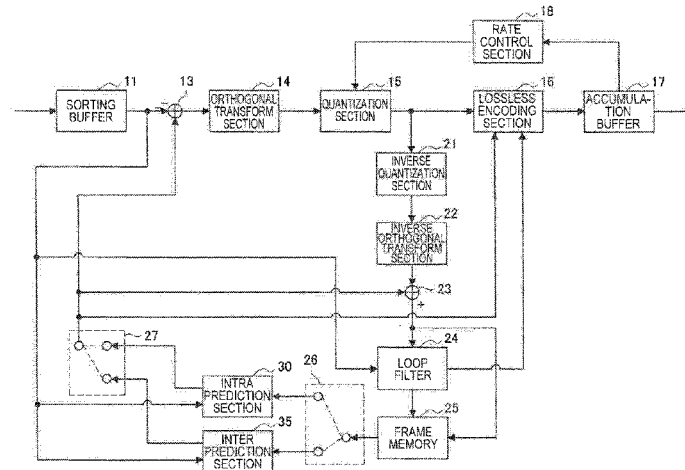 18
RATE
CONTROL
SECTION
11
13
14
15
16
17
SORTING
BUFFER
ORTHOGONAL
TRANSFORM
SECTION
QUANTIZATION
SECTION
LOSSLESS
ENCODING
SECTION
ACCUMULA-
TION
BUFFER
21
INVERSE
QUANTIZATION
SECTION
22
INVERSE
ORTHOGONAL
TRANSFORM
SECTION
23
+
24
LOOP
FILTER
27
30
INTRA
PREDICTION
SECTION
26
25
FRAME
MEMORY
35
INTER
PREDICTION
SECTION